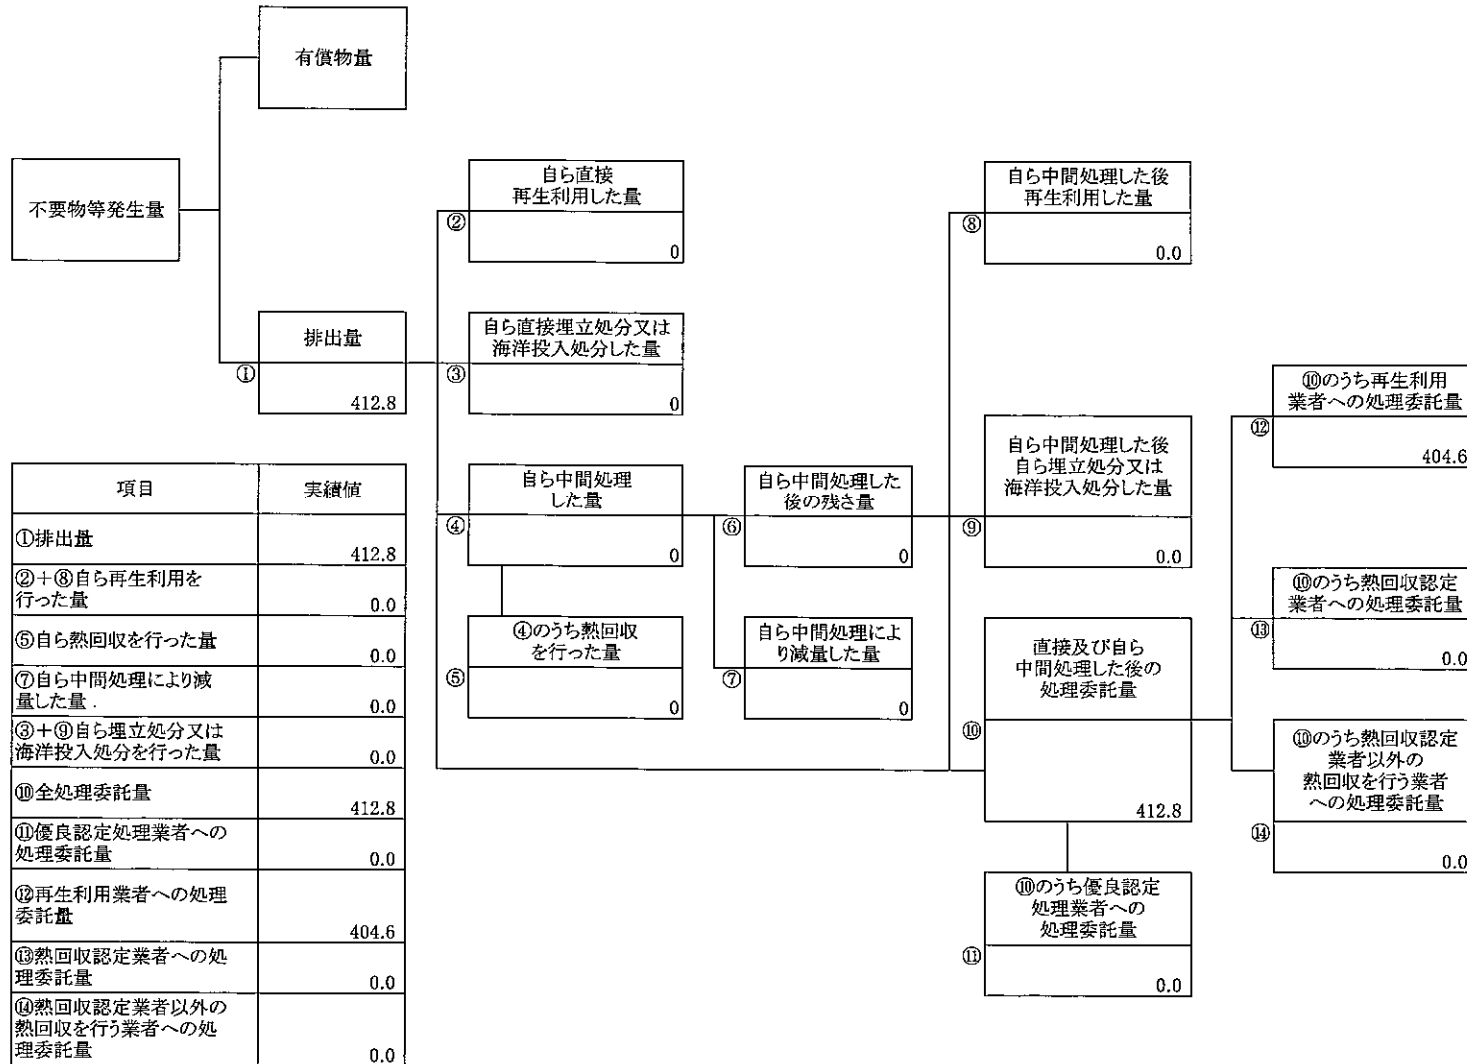 有償物量
不要物等発生量
自ら直接
再生利用した量
②
0
自ら中間処理した後
再生利用した量
⑧
0.0
排出量
①
412.8
自ら直接埋立処分又は
海洋投入処分した量
③
0
⑩のうち再生利用
業者への処理委託量
⑫
404.6
自ら中間処理
した量
④
0
自ら中間処理した
後の残さ量
⑥
0
自ら中間処理した後
自ら埋立処分又は
海洋投入処分した量
⑨
0.0
⑩のうち熱回収認定
業者への処理委託量
⑬
0.0
④のうち熱回収
を行った量
⑤
0
自ら中間処理によ
り減量した量
⑦
0
直接及び自ら
中間処理した後の
処理委託量
⑩
412.8
⑩のうち熱回収認定
業者以外の
熱回収を行う業者
への処理委託量
⑭
0.0
⑩のうち優良認定
処理業者への
処理委託量
⑪
0.0
項目 実績値
①排出量
412.8
②+⑧自ら再生利用を
行った量 0.0
⑤自ら熱回収を行った量
0.0
⑦自ら中間処理により減
量した量. 0.0
③+⑨自ら埋立処分又は
海洋投入処分を行った量 0.0
⑩全処理委託量
412.8
⑪優良認定処理業者への
処理委託量 0.0
⑫再生利用業者への処理
委託量
404.6
⑬熱回収認定業者への処
理委託量 0.0
⑭熱回収認定業者以外の
熱回収を行う業者への処
理委託量 0.0